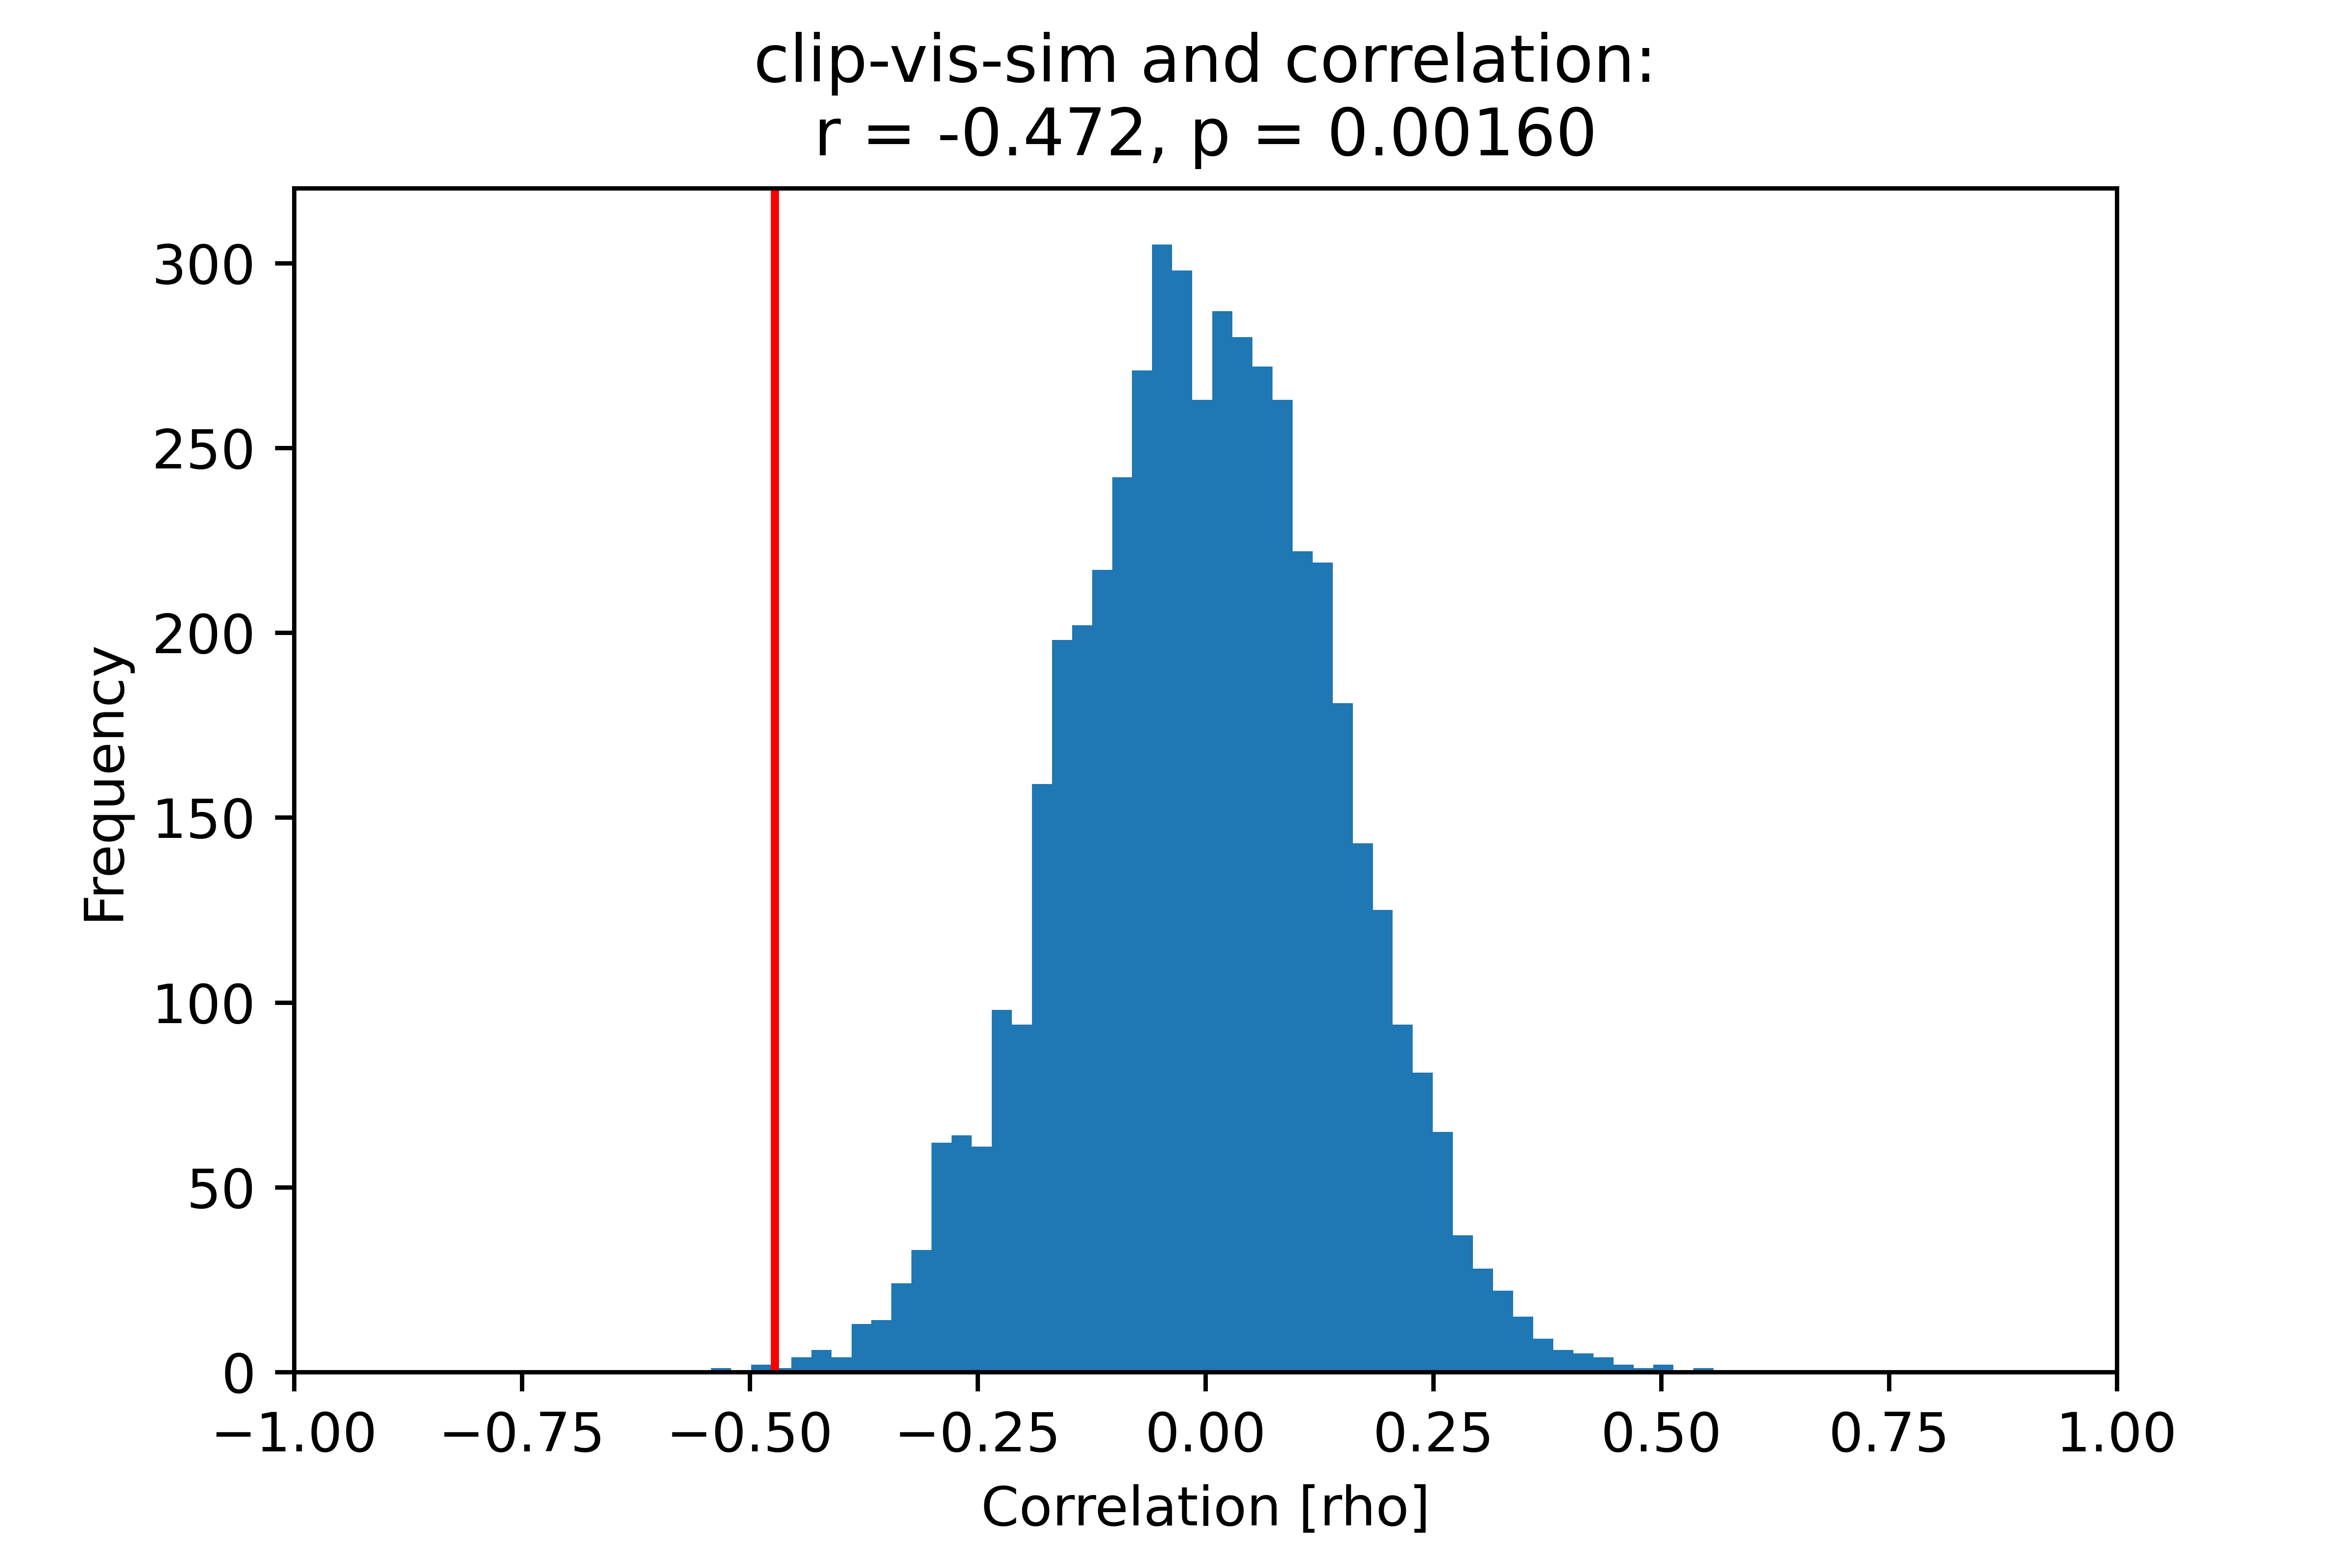 clip-vis-sim and correlation:
r = -0.472, p = 0.00160
300
250
200
150
100
50
0
Frequency
−1.00 −0.75 −0.50 −0.25 0.00 0.25 0.50 0.75 1.00
Correlation [rho]